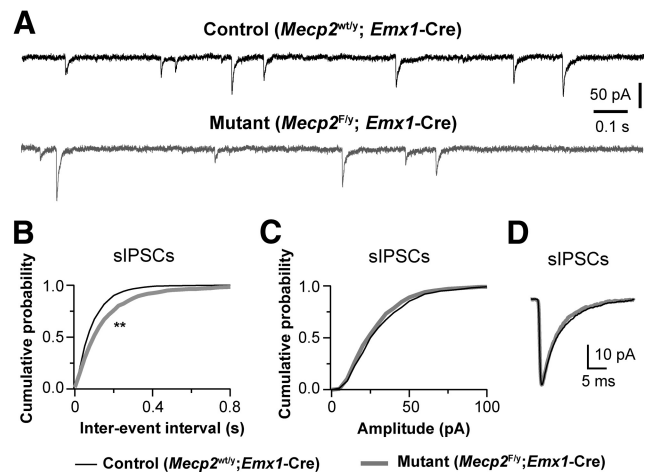 A
Control (Mecp2wt/y; Emx1-Cre)
50 pA
0.1 s
Mutant (Mecp2F/y; Emx1-Cre)
B
sIPSCs
Cumulative probability
1.0
0.5
0.0
**
0 0.4 0.8
Inter-event interval (s)
C
sIPSCs
Cumulative probability
1.0
0.5
0.0
0 50 100
Amplitude (pA)
D
sIPSCs
10 pA
5 ms
Control (Mecp2wt/y;Emx1-Cre) Mutant (Mecp2F/y;Emx1-Cre)